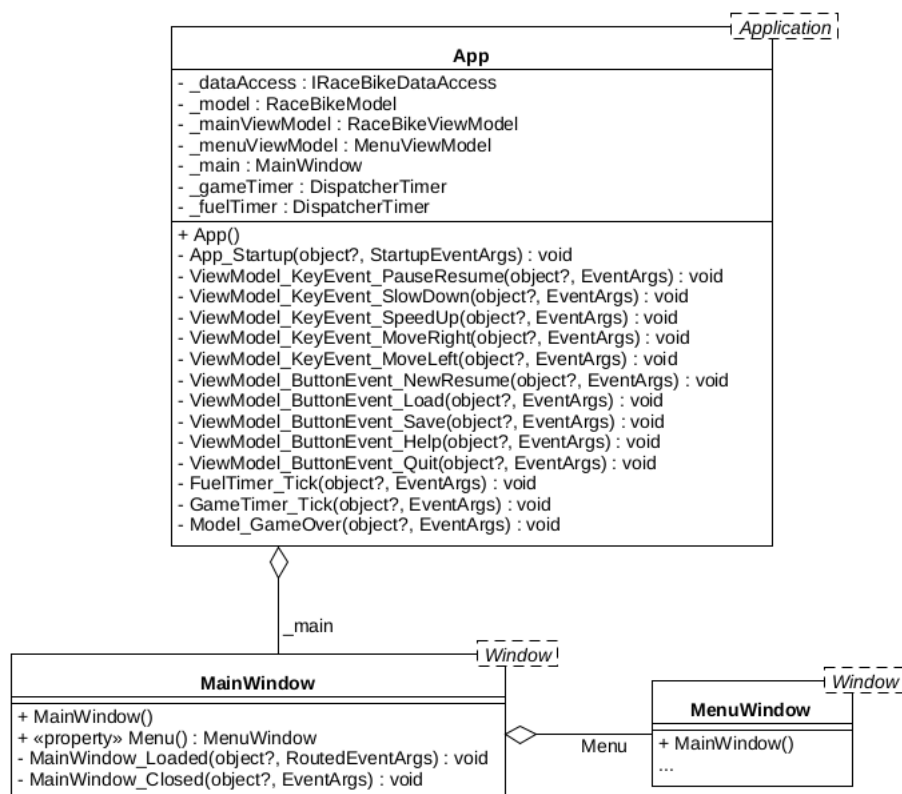 Application
App
- _dataAccess : IRaceBikeDataAccess
- _model : RaceBikeModel
- _mainViewModel : RaceBikeViewModel
- _menuViewModel : MenuViewModel
- _main : MainWindow
- _gameTimer : DispatcherTimer
- _fuelTimer : DispatcherTimer
+ App()
- App_Startup(object?, StartupEventArgs) : void
- ViewModel_KeyEvent_PauseResume(object?, EventArgs) : void
- ViewModel_KeyEvent_SlowDown(object?, EventArgs) : void
- ViewModel_KeyEvent_SpeedUp(object?, EventArgs) : void
- ViewModel_KeyEvent_MoveRight(object?, EventArgs) : void
- ViewModel_KeyEvent_MoveLeft(object?, EventArgs) : void
- ViewModel_ButtonEvent_NewResume(object?, EventArgs) : void
- ViewModel_ButtonEvent_Load(object?, EventArgs) : void
- ViewModel_ButtonEvent_Save(object?, EventArgs) : void
- ViewModel_ButtonEvent_Help(object?, EventArgs) : void
- ViewModel_ButtonEvent_Quit(object?, EventArgs) : void
- FuelTimer_Tick(object?, EventArgs) : void
- GameTimer_Tick(object?, EventArgs) : void
- Model_GameOver(object?, EventArgs) : void
_main
Window
MainWindow
+ MainWindow()
+ «property» Menu() : MenuWindow
- MainWindow_Loaded(object?, RoutedEventArgs) : void
- MainWindow_Closed(object?, EventArgs) : void
Menu
Window
MenuWindow
+ MainWindow()
...